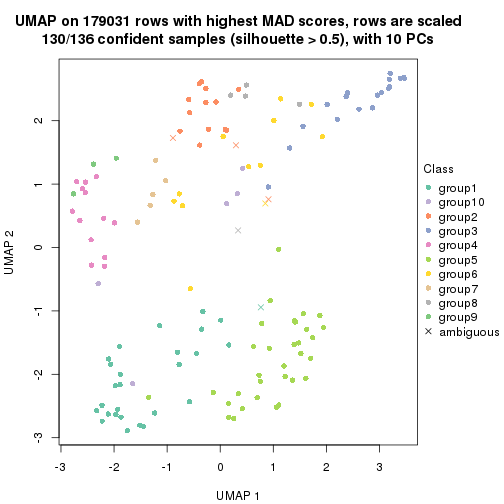 UMAP on 179031 rows with highest MAD scores, rows are scaled
130/136 confident samples (silhouette > 0.5), with 10 PCs
2
1
0
-1
-2
-3
UMAP 2
-3
-2
-1
0
1
2
3
UMAP 1
Class
group1
group10
group2
group3
group4
group5
group6
group7
group8
group9
ambiguous